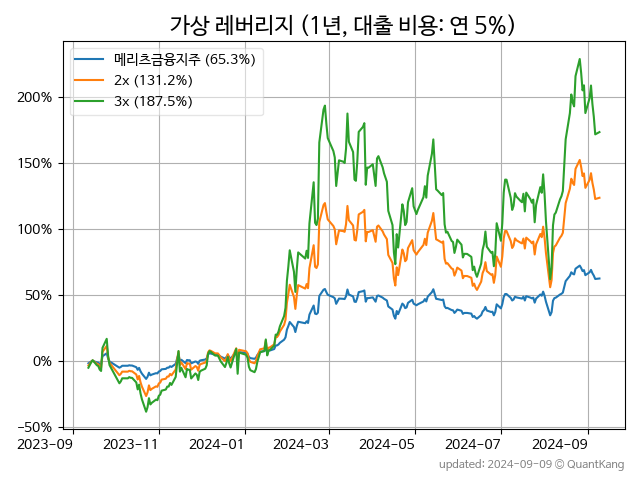 가상 레버리지 (1년, 대출 비용: 연 5%)
메리츠금융지주 (65.3%)
2x (131.2%)
3x (187.5%)
200%
150%
100%
50%
0%
−50%
2023-09 2023-11 2024-01 2024-03 2024-05 2024-07 2024-09
updated: 2024-09-09 © QuantKang